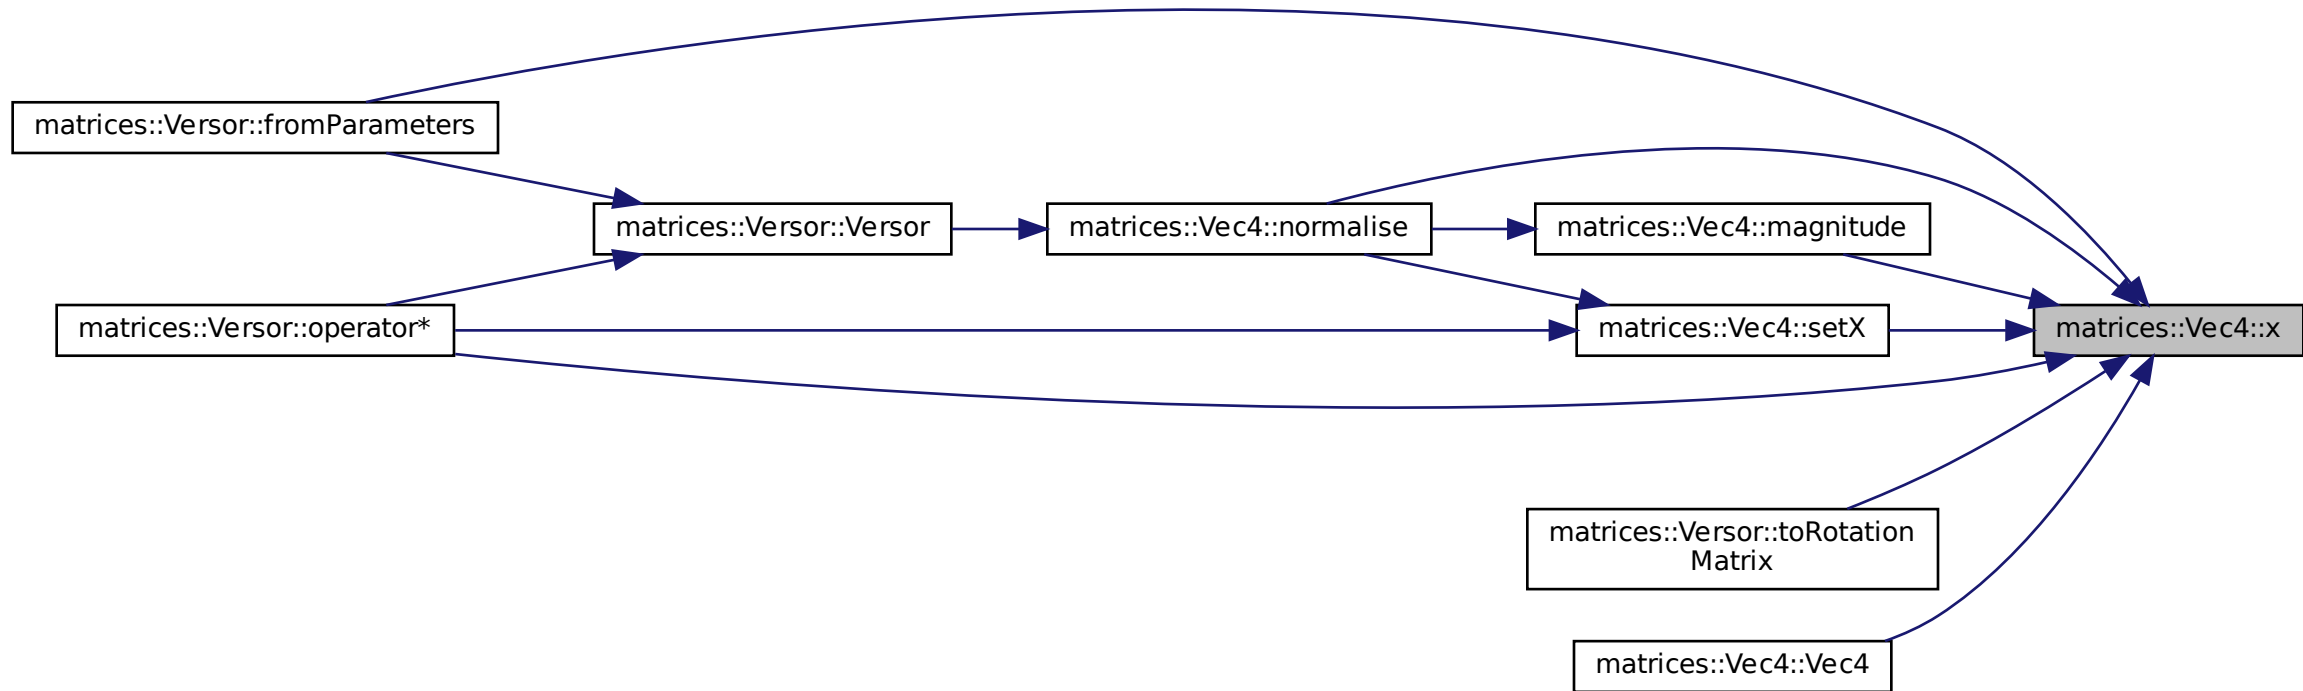 matrices::Versor::fromParameters
matrices::Versor::Versor
matrices::Vec4::normalise
matrices::Vec4::magnitude
matrices::Versor::operator*
matrices::Vec4::setX
matrices::Vec4::x
matrices::Versor::toRotation
Matrix
matrices::Vec4::Vec4